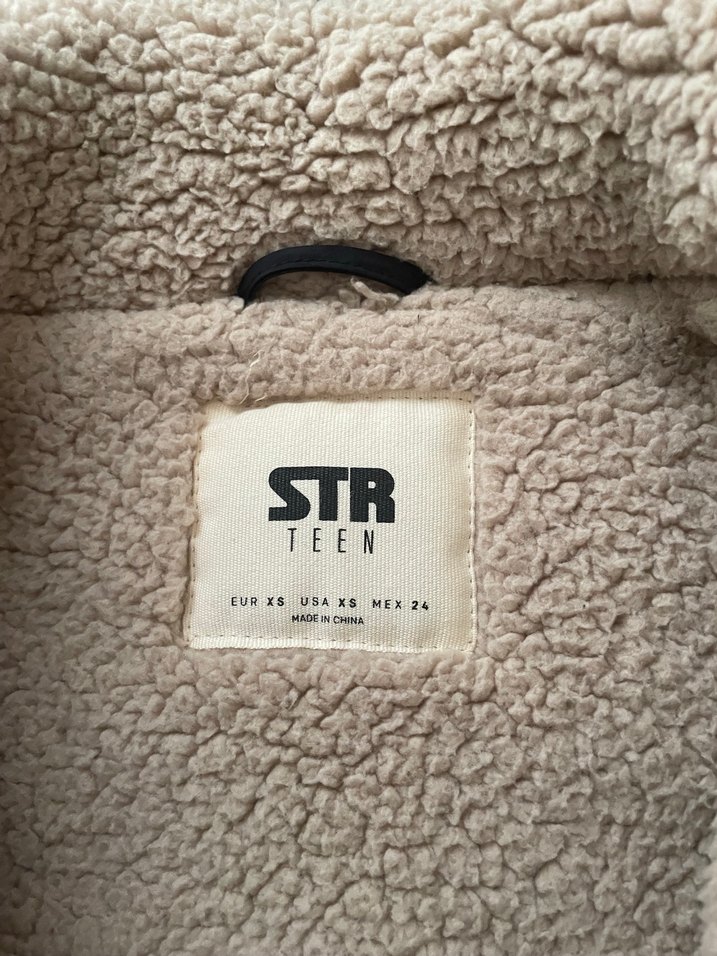 STR
TEEN
EUR XS USA XS MEX 24
MADE IN CHINA